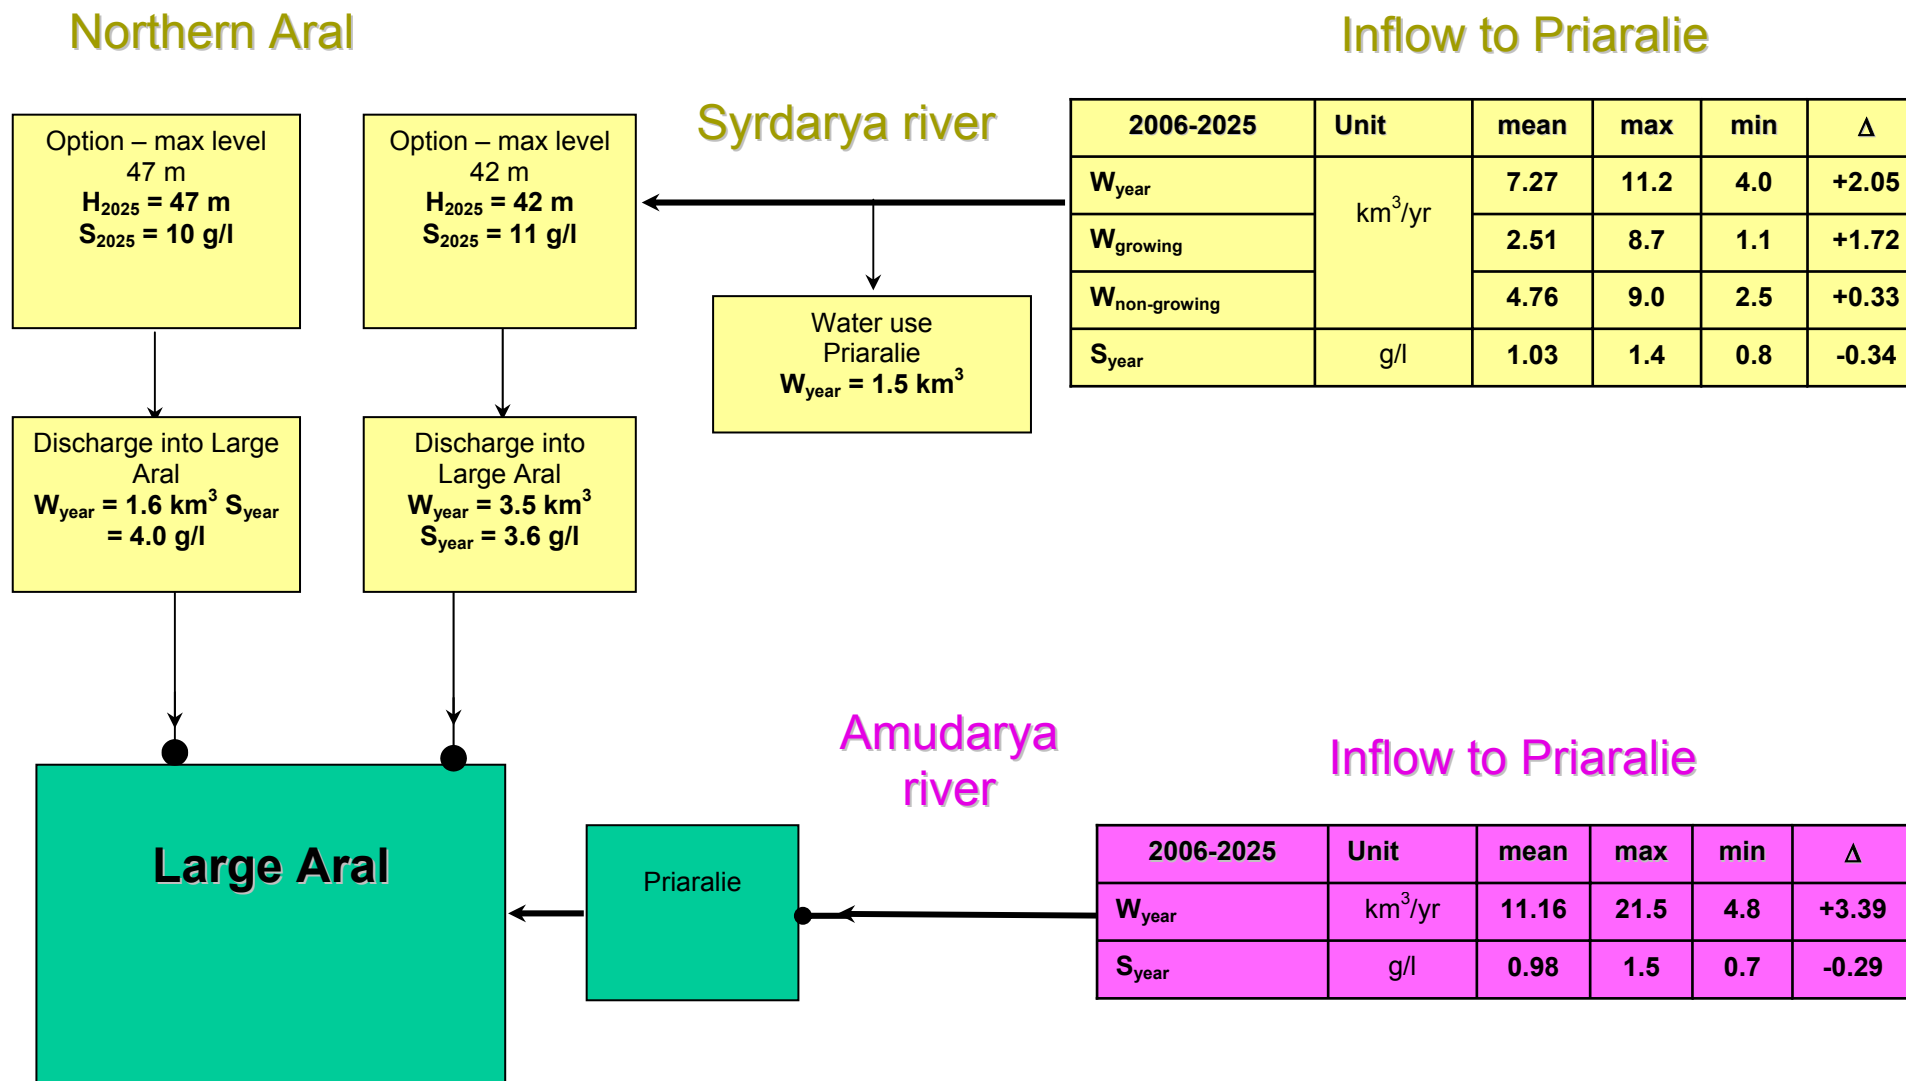 Northern Aral
Inflow to Priaralie
Syrdarya river
Option – max level
47 m
H2025 = 47 m
S2025 = 10 g/l
Option – max level
42 m
H2025 = 42 m
S2025 = 11 g/l
2006-2025 Unit mean max min Δ
Wyear km³/yr 7.27 11.2 4.0 +2.05
Wgrowing 2.51 8.7 1.1 +1.72
Wnon-growing 4.76 9.0 2.5 +0.33
Syear g/l 1.03 1.4 0.8 -0.34
Water use
Priaralie
Wyear = 1.5 km³
Discharge into Large
Aral
Wyear = 1.6 km³ Syear
= 4.0 g/l
Discharge into
Large Aral
Wyear = 3.5 km³
Syear = 3.6 g/l
Amudarya
river
Inflow to Priaralie
Large Aral
Priaralie
2006-2025 Unit mean max min Δ
Wyear km³/yr 11.16 21.5 4.8 +3.39
Syear g/l 0.98 1.5 0.7 -0.29